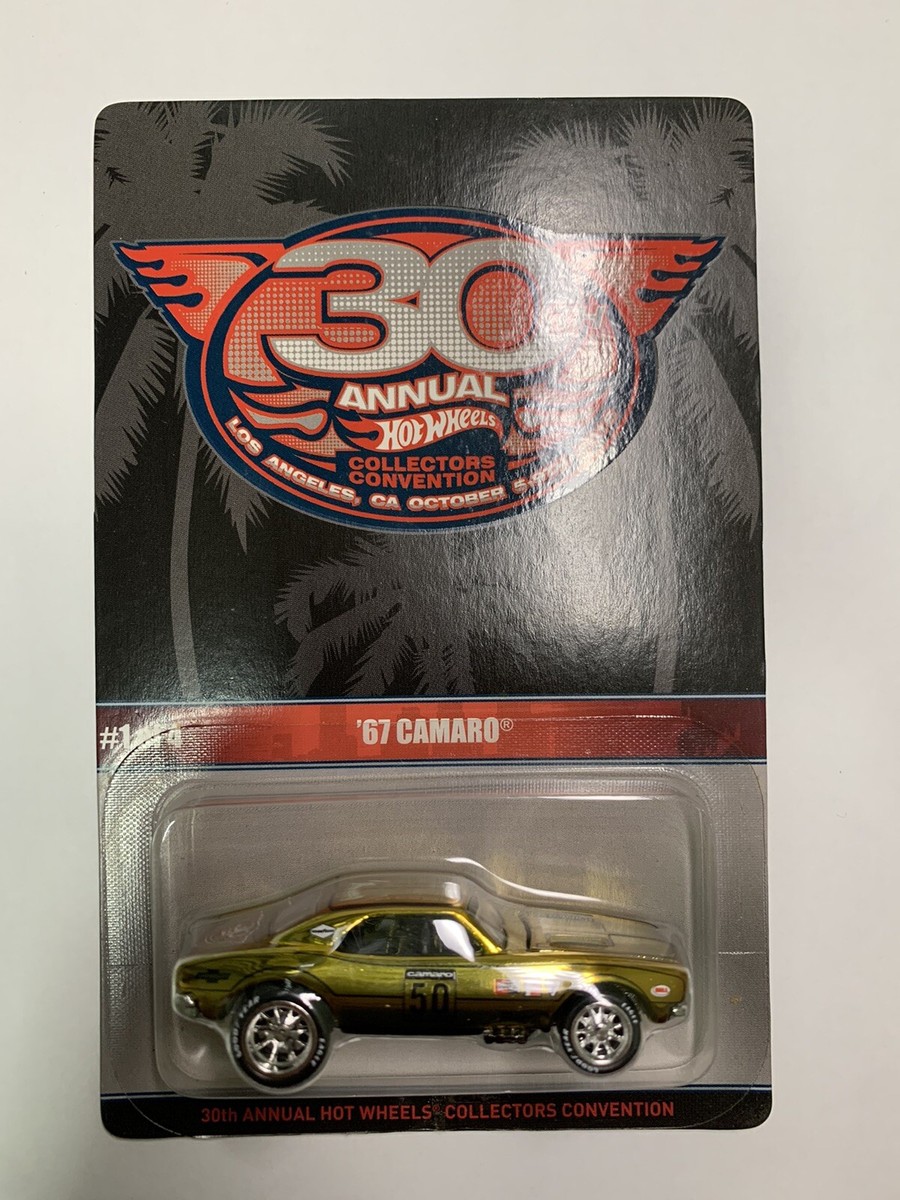 30
ANNUAL
HOT WHEELS
COLLECTORS
CONVENTION
LOS ANGELES, CA OCTOBER
'67 CAMARO®
camaro
50
30th ANNUAL HOT WHEELS® COLLECTORS CONVENTION